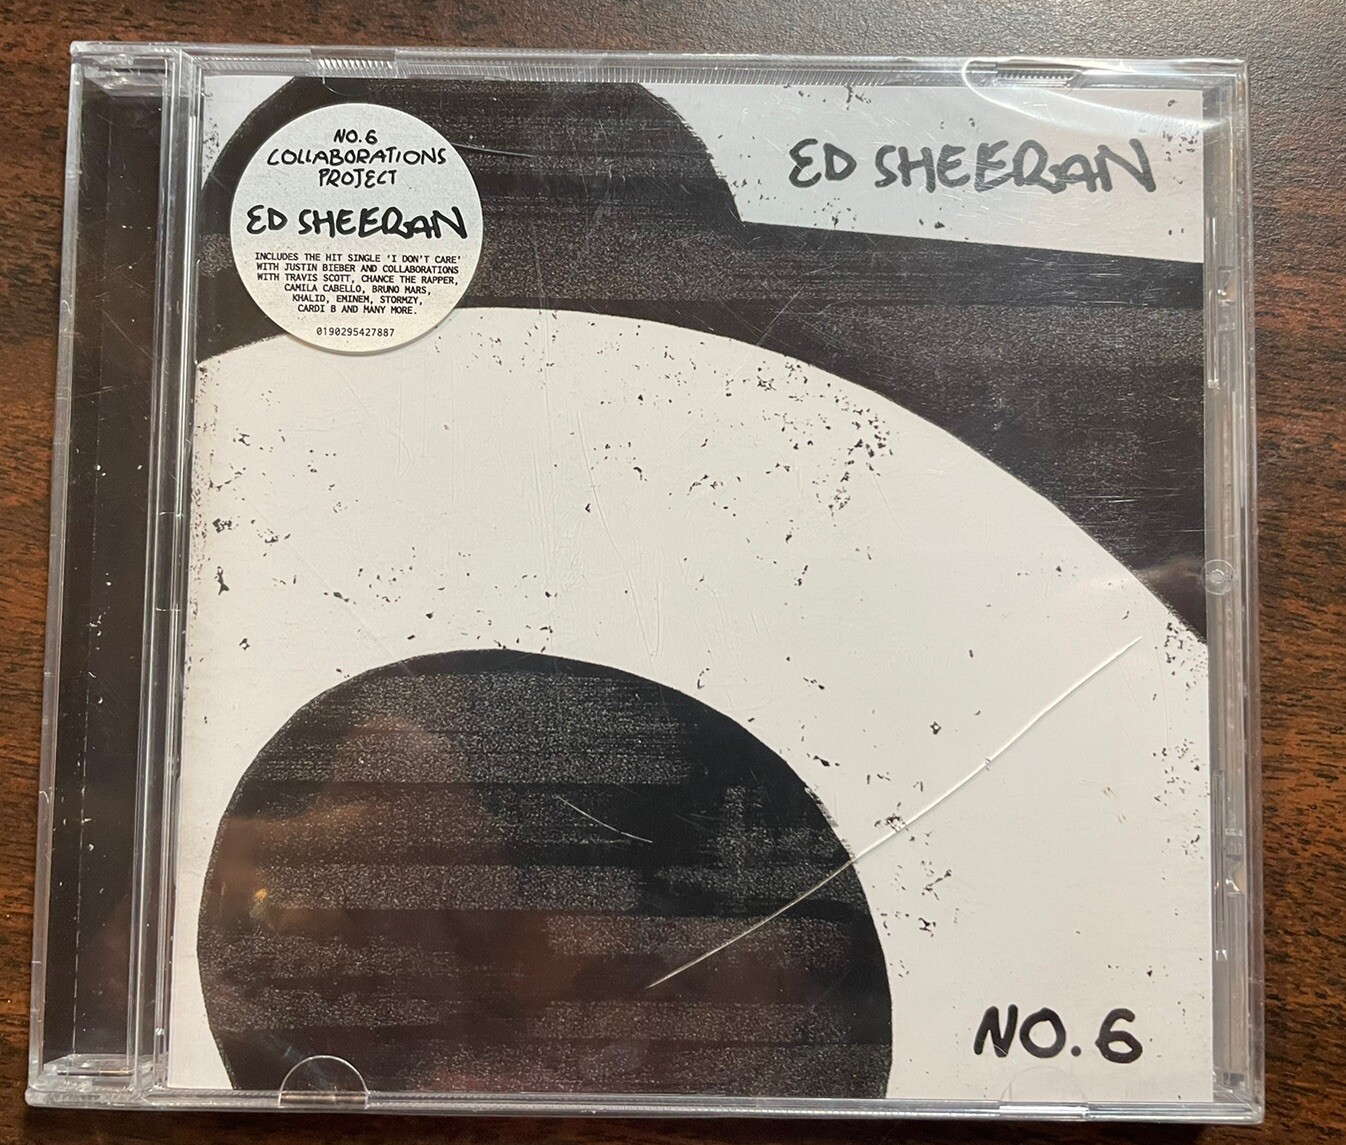 NO.6
COLLABORATIONS
PROJECT
ED SHEERAN
INCLUDES THE HIT SINGLE 'I DON'T CARE'
WITH JUSTIN BIEBER AND COLLABORATIONS
WITH TRAVIS SCOTT, CHANCE THE RAPPER,
CAMILA CABELLO, BRUNO MARS,
KHALID, EMINEM, STORMZY,
CARDI B AND MANY MORE.
0190295427887
ED SHEERAN
NO.6